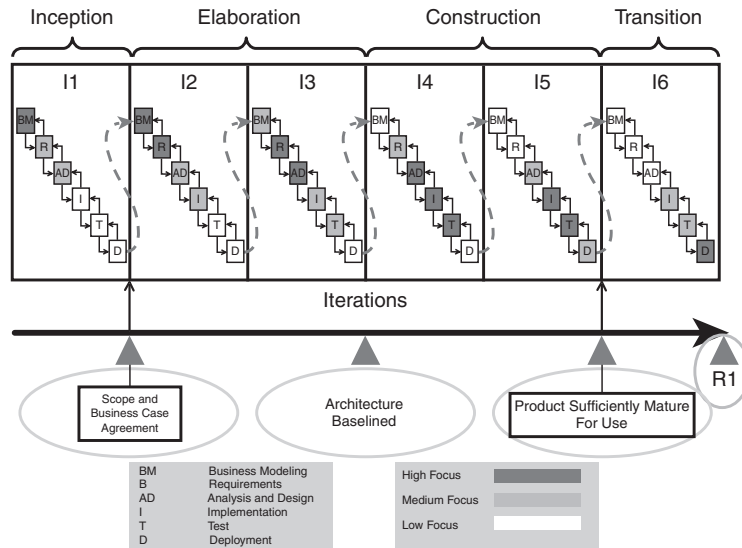 Inception Elaboration Construction Transition
I1 I2 I3 I4 I5 I6
BM BM BM BM BM BM
R R R R R R
AD AD AD AD AD AD
I I I I I I
T T T T T T
D D D D D D
Iterations
Scope and
Business Case
Agreement
Architecture
Baselined
Product Sufficiently Mature
For Use
R1
BM Business Modeling
B Requirements
AD Analysis and Design
I Implementation
T Test
D Deployment
High Focus
Medium Focus
Low Focus